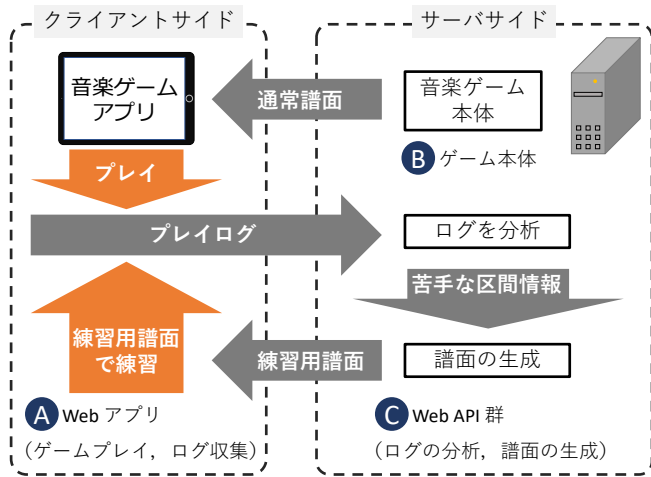 クライアントサイド
サーバサイド
音楽ゲーム
アプリ
通常譜面
音楽ゲーム
本体
B ゲーム本体
プレイ
プレイログ
ログを分析
苦手な区間情報
練習用譜面
で練習
練習用譜面
譜面の生成
A Web アプリ
(ゲームプレイ，ログ収集)
C Web API 群
(ログの分析，譜面の生成)